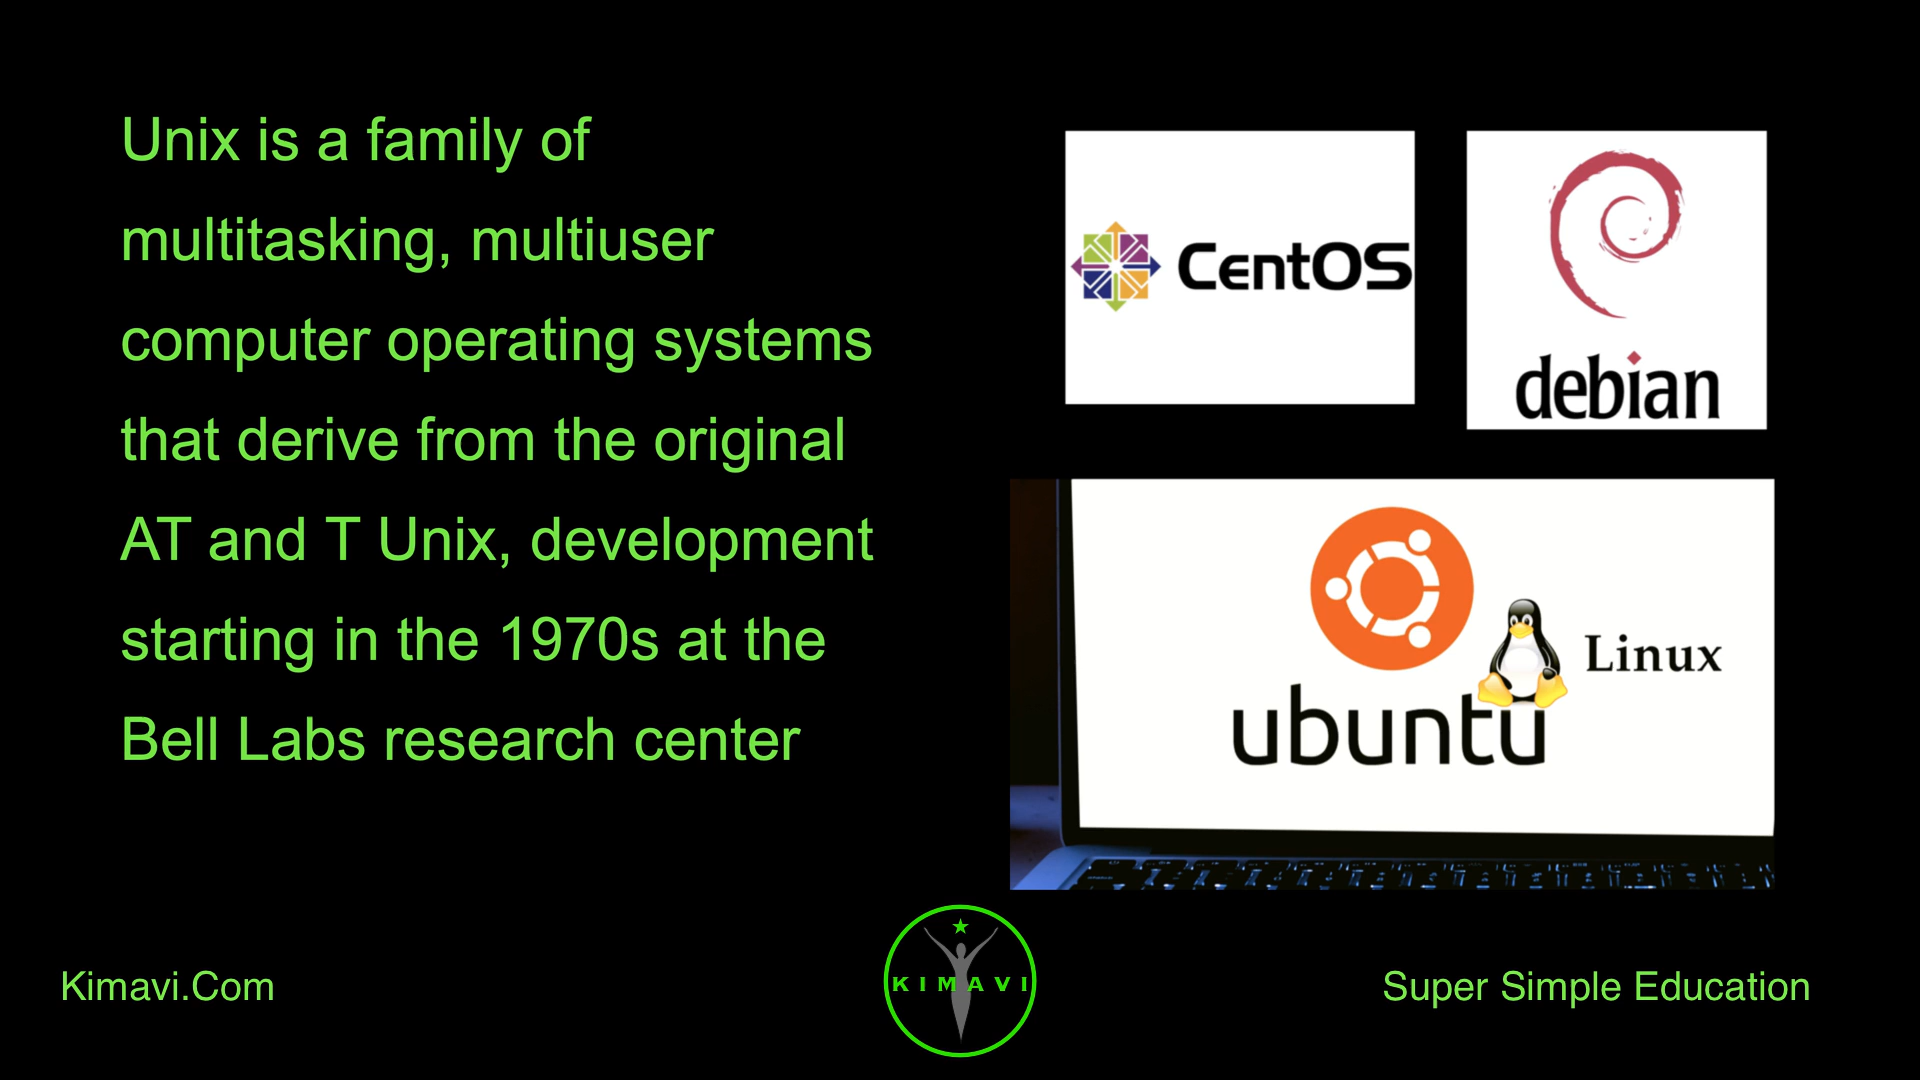 Unix is a family of
multitasking, multiuser
computer operating systems
that derive from the original
AT and T Unix, development
starting in the 1970s at the
Bell Labs research center
CentOS
debian
ubuntu
Linux
Kimavi.Com
KIMAVI
Super Simple Education